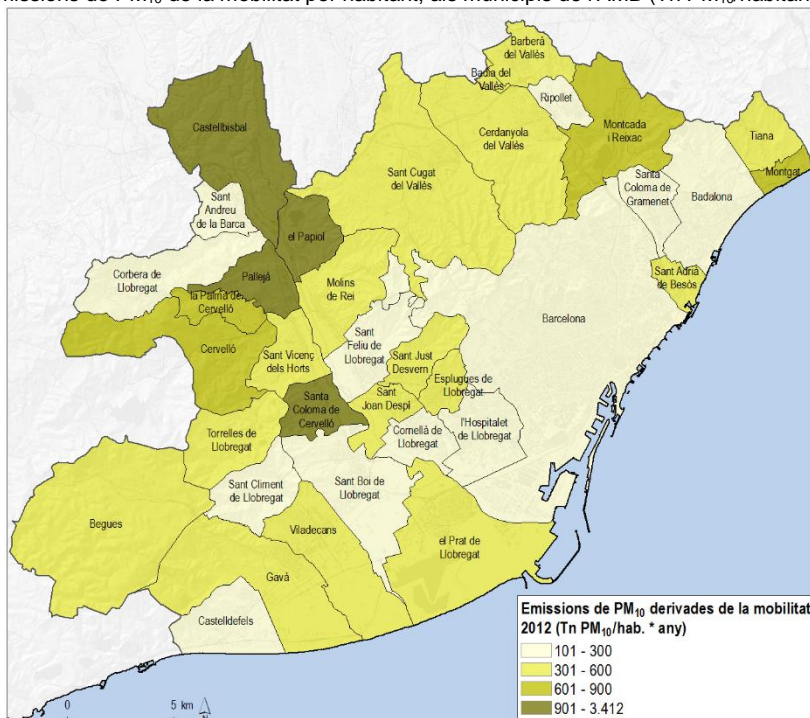 missions de PM10 de la mobilitat per habitant, als municipis de l'AMB (Tn PM10/habitant
Barberà
del Vallès
Badia del
Vallès
Ripollet
Castellbisbal
Cerdanyola
del Vallès
Montcada
i Reixac
Tiana
Montgat
Sant Cugat
del Vallès
Santa
Coloma de
Gramenet
Badalona
Sant
Andreu
de la Barca
el Papiol
Corbera de
Llobregat
Pallejà
Molins
de Rei
Sant Adrià
de Besòs
la Palma de
Cervelló
Barcelona
Cervelló
Sant Vicenç
dels Horts
Sant
Feliu de
Llobregat
Sant Just
Desvern
Esplugues de
Llobregat
Santa
Coloma de
Cervelló
Sant
Joan Despí
Torrelles de
Llobregat
Cornellà de
Llobregat
l'Hospitalet
de Llobregat
Sant Climent
de Llobregat
Sant Boi de
Llobregat
Begues
Viladecans
el Prat de
Llobregat
Gavà
Castelldefels
Emissions de PM10 derivades de la mobilitat
2012 (Tn PM10/hab. * any)
101 - 300
301 - 600
601 - 900
901 - 3.412
0 5 km
N